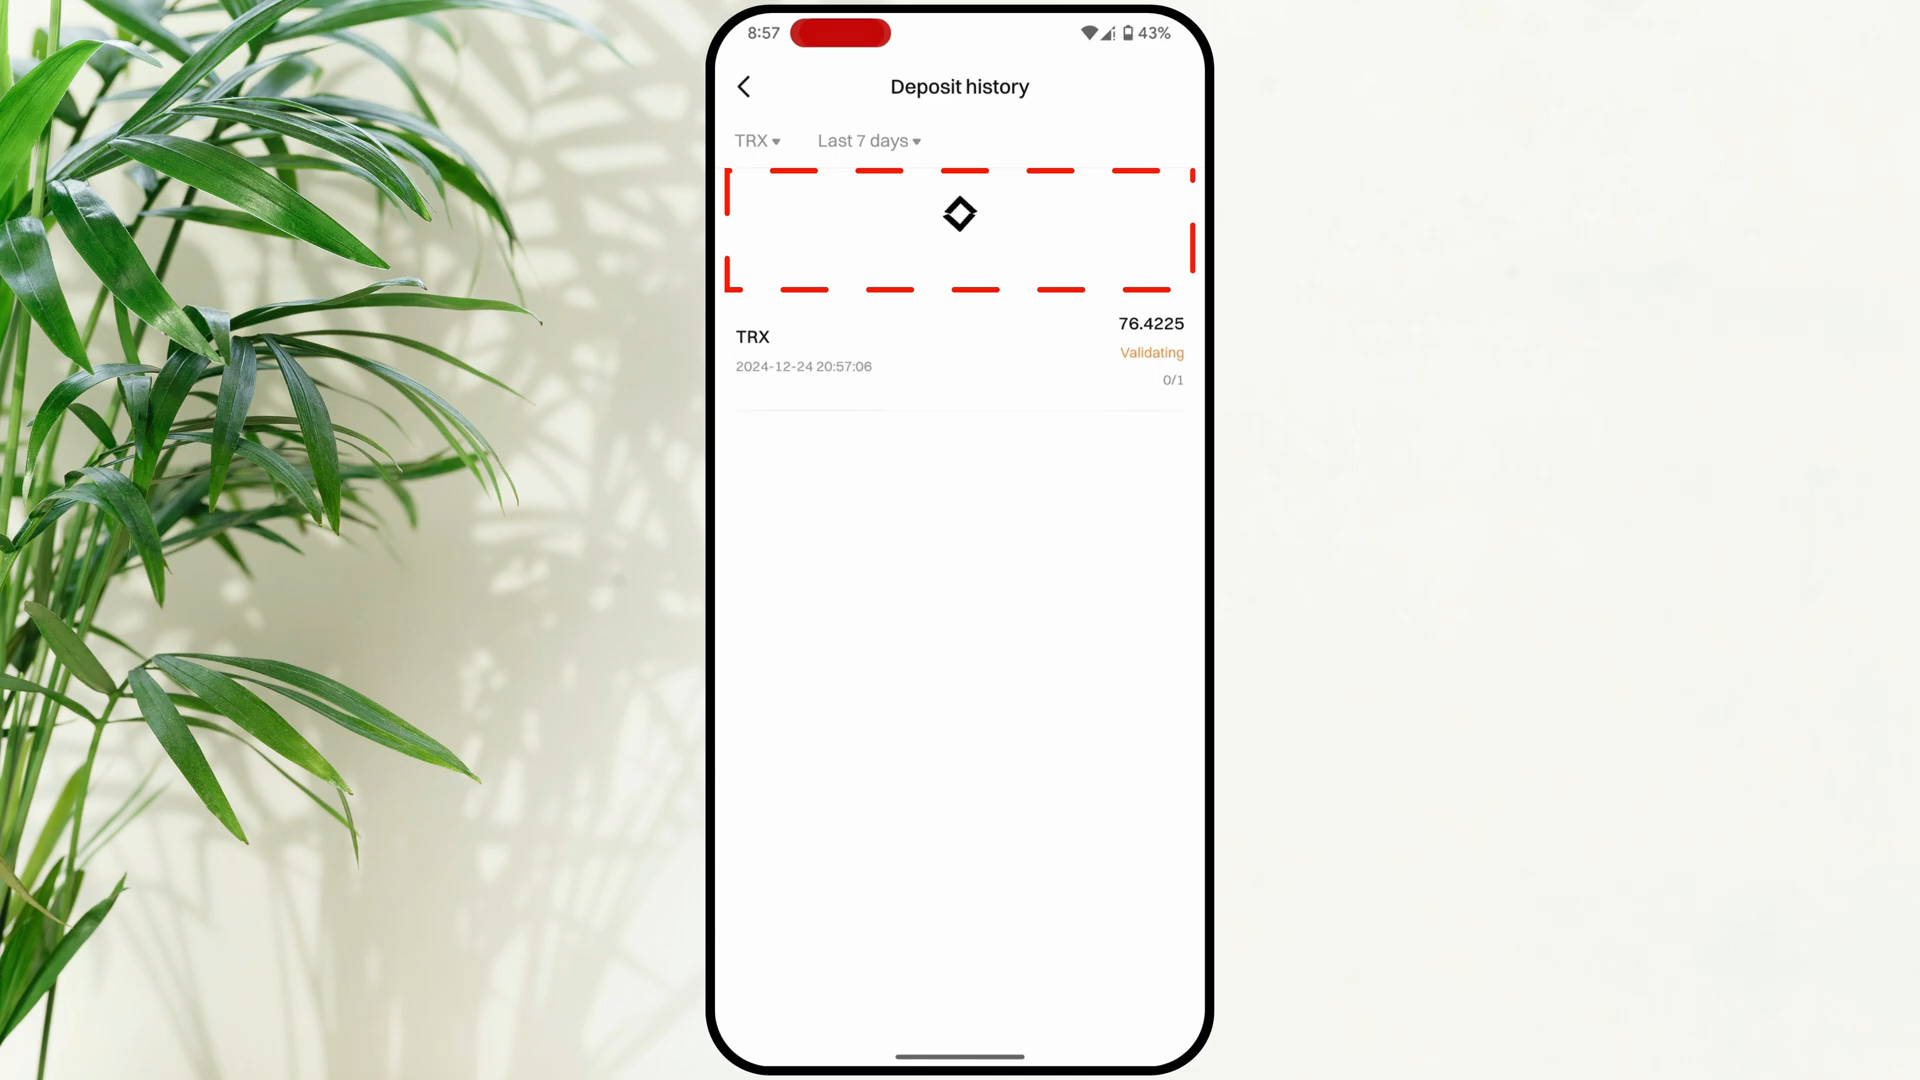 8:57
43%
Deposit history
TRX
Last 7 days
TRX
76.4225
Validating
2024-12-24 20:57:06
0/1